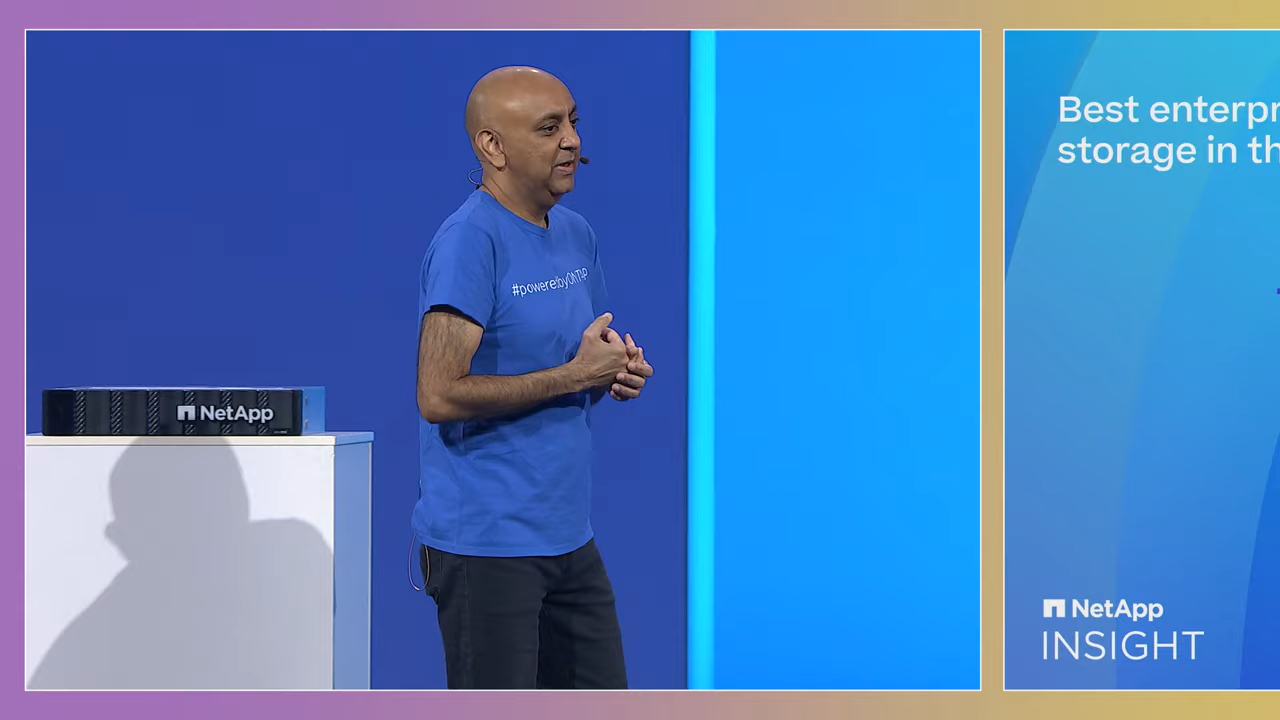 #poweredbyONTAP
NetApp
Best enterpr
storage in th
NetApp
INSIGHT